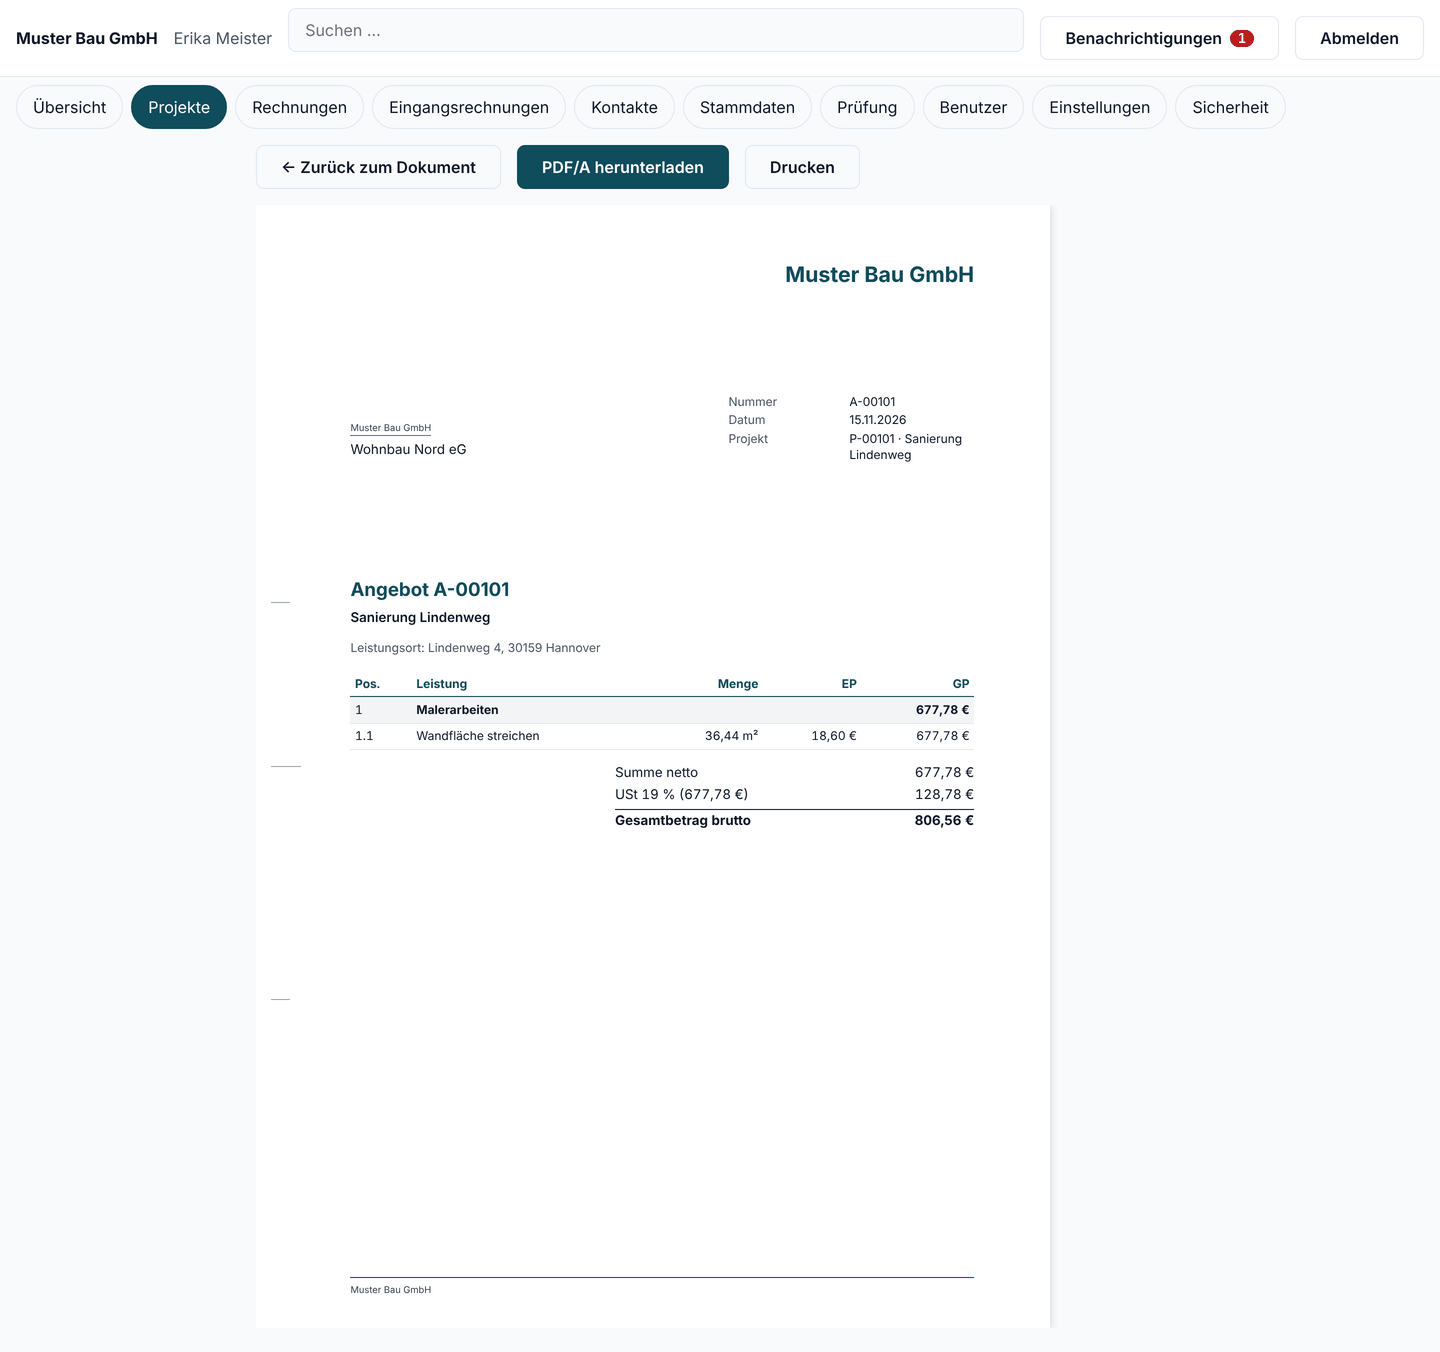 Muster Bau GmbH Erika Meister Suchen ... Benachrichtigungen 1 Abmelden
Übersicht Projekte Rechnungen Eingangsrechnungen Kontakte Stammdaten Prüfung Benutzer Einstellungen Sicherheit
← Zurück zum Dokument PDF/A herunterladen Drucken
Muster Bau GmbH
Nummer A-00101
Datum 15.11.2026
Projekt P-00101 · Sanierung
Lindenweg
Muster Bau GmbH
Wohnbau Nord eG
Angebot A-00101
Sanierung Lindenweg
Leistungsort: Lindenweg 4, 30159 Hannover
Pos. Leistung Menge EP GP
1 Malerarbeiten 677,78 €
1.1 Wandfläche streichen 36,44 m² 18,60 € 677,78 €
Summe netto 677,78 €
USt 19 % (677,78 €) 128,78 €
Gesamtbetrag brutto 806,56 €
Muster Bau GmbH